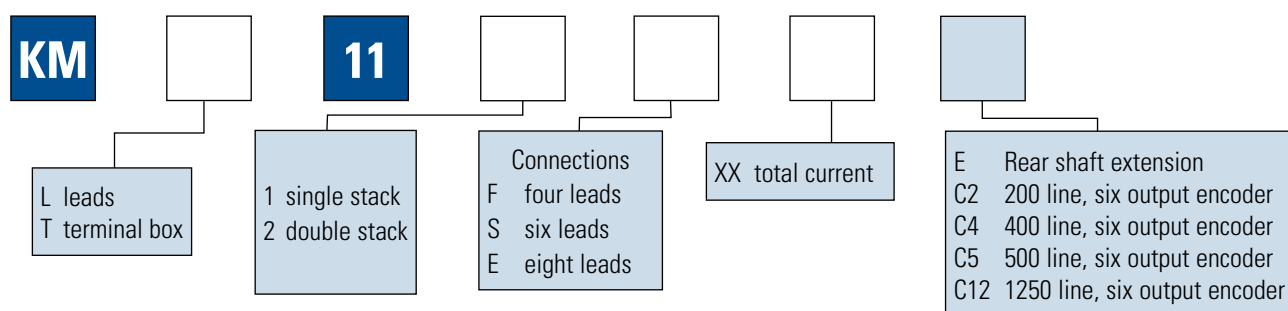 KM
11
L leads
T terminal box
1 single stack
2 double stack
Connections
F four leads
S six leads
E eight leads
XX total current
E Rear shaft extension
C2 200 line, six output encoder
C4 400 line, six output encoder
C5 500 line, six output encoder
C12 1250 line, six output encoder